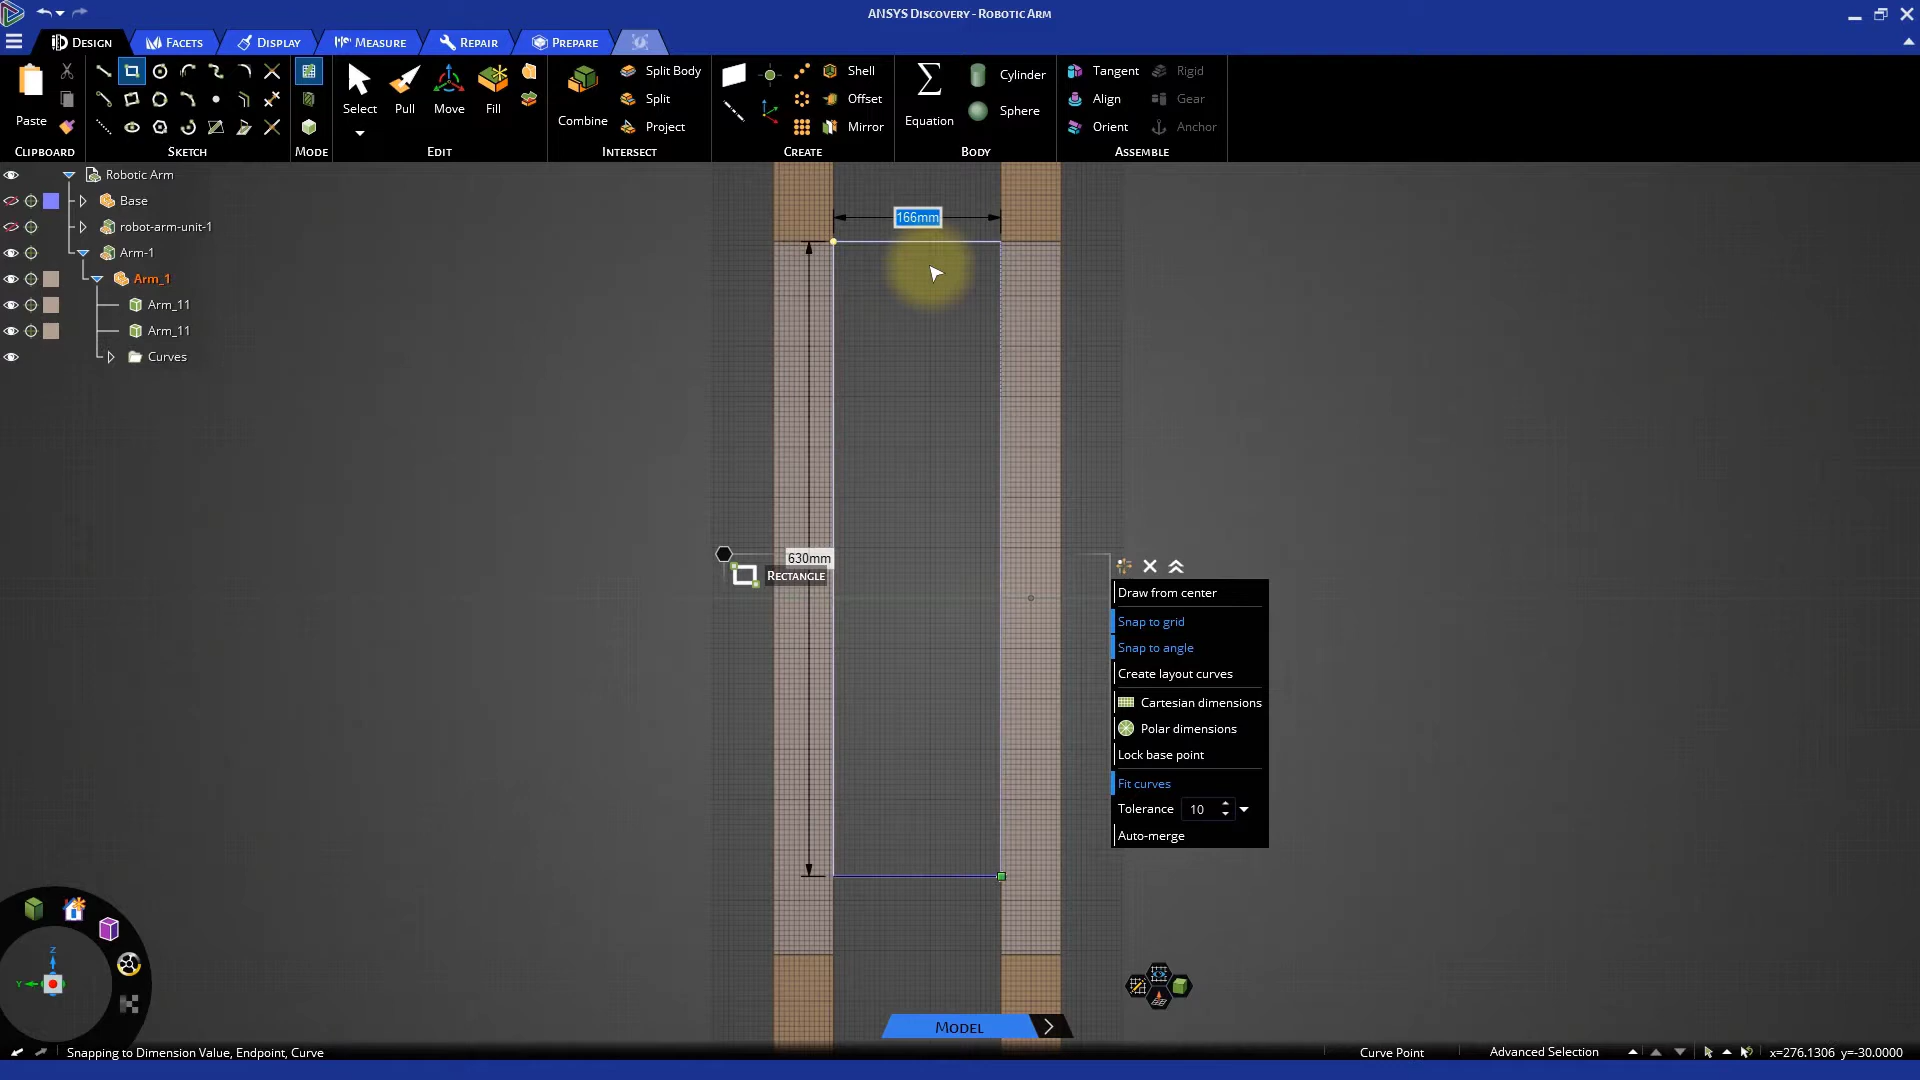 ANSYS DISCOVERY - ROBOTIC ARM
DESIGN
FACETS
DISPLAY
MEASURE
REPAIR
PREPARE
Paste
Select
Pull
Move
Fill
Combine
Split Body
Split
Project
Shell
Offset
Mirror
Equation
Cylinder
Sphere
Tangent
Align
Orient
Rigid
Gear
Anchor
CLIPBOARD
SKETCH
MODE
EDIT
INTERSECT
CREATE
BODY
ASSEMBLE
Robotic Arm
Base
robot-arm-unit-1
Arm-1
Arm_1
Arm_11
Arm_11
Curves
166mm
630mm
RECTANGLE
Draw from center
Snap to grid
Snap to angle
Create layout curves
Cartesian dimensions
Polar dimensions
Lock base point
Fit curves
Tolerance 10
Auto-merge
Z
Y
MODEL
Snapping to Dimension Value, Endpoint, Curve
Curve Point
Advanced Selection
x=276.1306 y=-30.0000